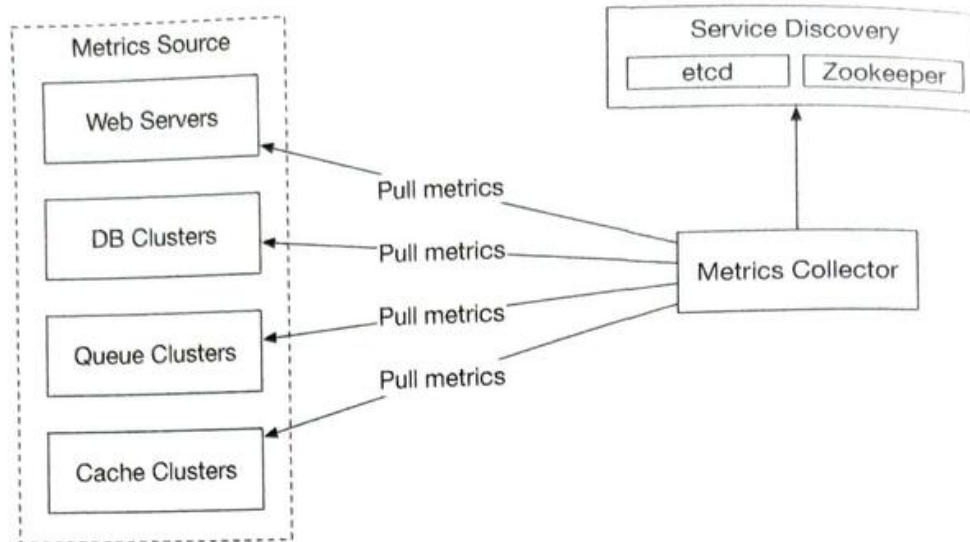 Metrics Source
Web Servers
DB Clusters
Queue Clusters
Cache Clusters
Pull metrics
Pull metrics
Pull metrics
Pull metrics
Service Discovery
etcd
Zookeeper
Metrics Collector